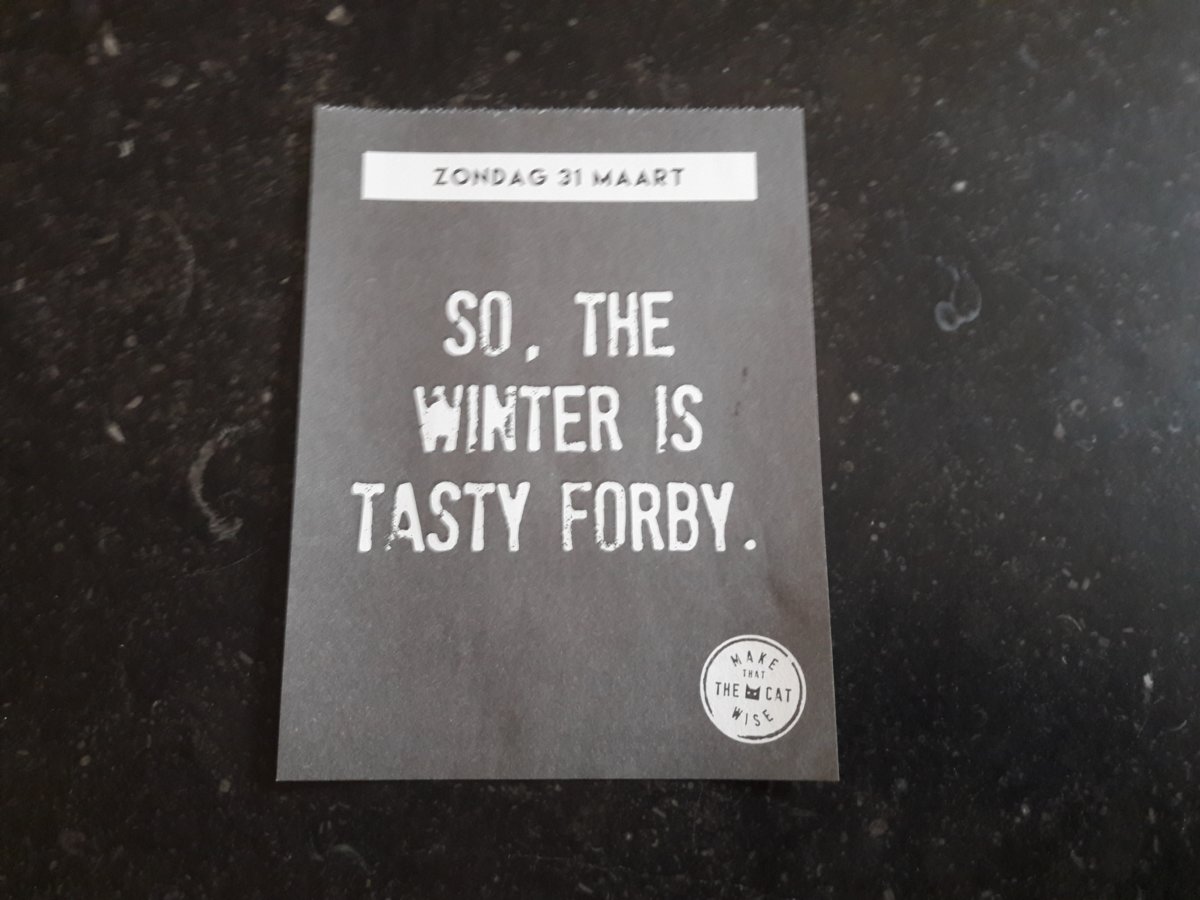 ZONDAG 31 MAART
SO, THE
WINTER IS
TASTY FORBY.
MAKE
THAT
THE CAT
WISE